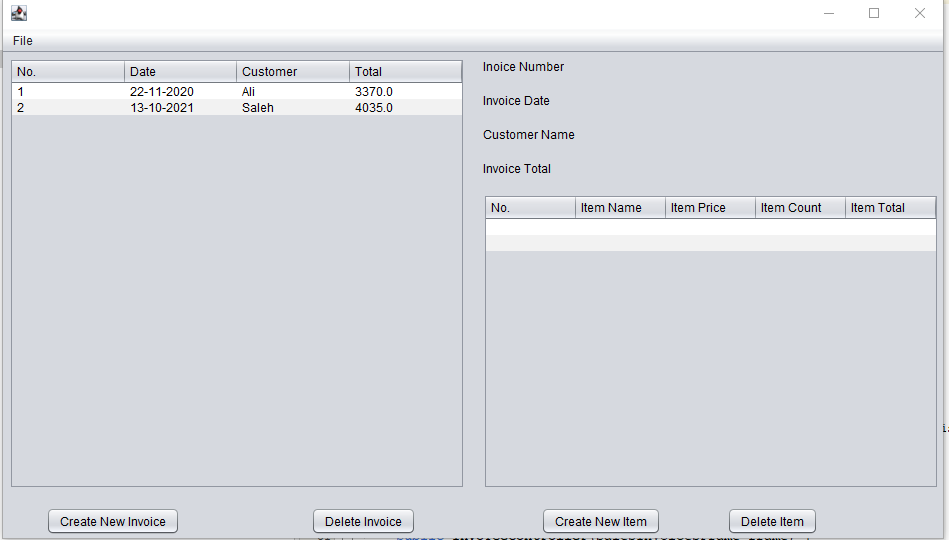 File
No. Date Customer Total
1 22-11-2020 Ali 3370.0
2 13-10-2021 Saleh 4035.0
Inoice Number
Invoice Date
Customer Name
Invoice Total
No. Item Name Item Price Item Count Item Total
Create New Invoice Delete Invoice Create New Item Delete Item